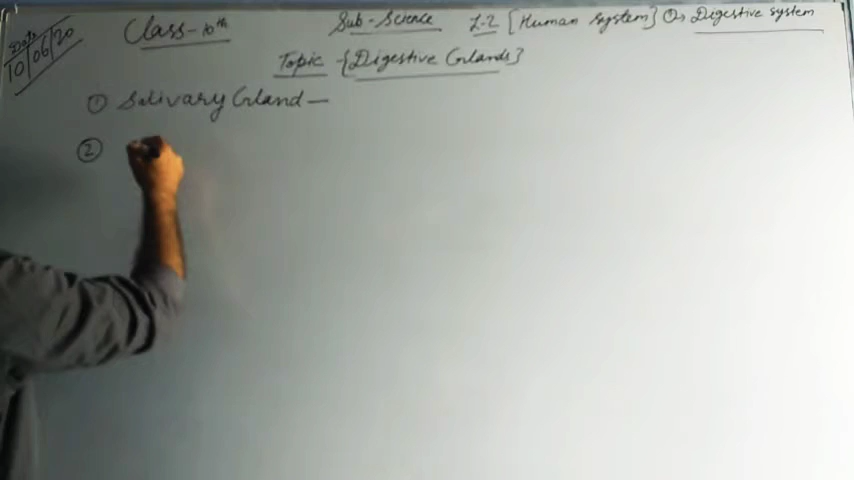 Date
10/06/20
Class-10th
Sub-Science L.2 [Human System] ①→ Digestive system
Topic -{Digestive Glands}
① Salivary Gland —
②